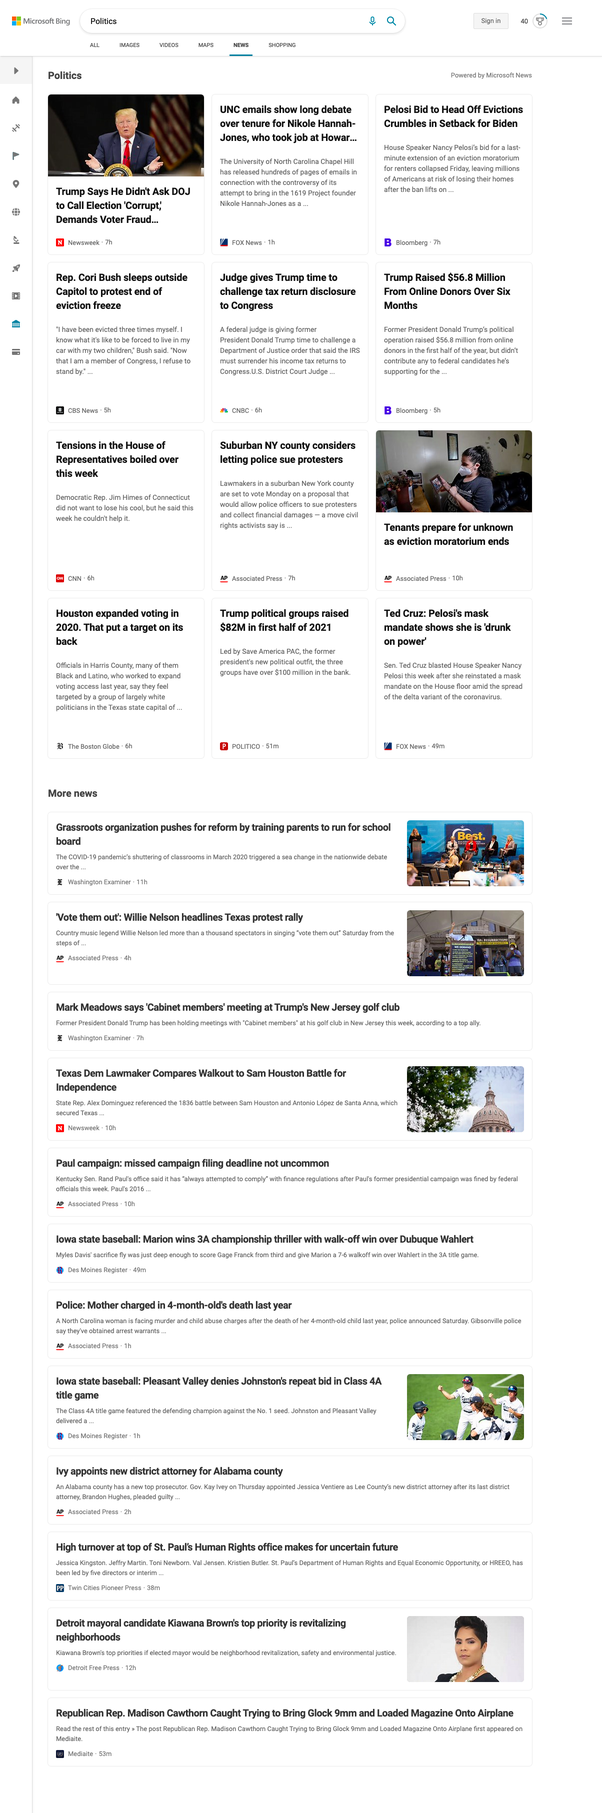 Microsoft Bing
Politics
Sign in
40
ALL
IMAGES
VIDEOS
MAPS
NEWS
SHOPPING
Politics
Powered by Microsoft News
Trump Says He Didn't Ask DOJ
to Call Election 'Corrupt,'
Demands Voter Fraud...
Newsweek · 7h
UNC emails show long debate
over tenure for Nikole Hannah-
Jones, who took job at Howar...
The University of North Carolina Chapel Hill
has released hundreds of pages of emails in
connection with the controversy of its
attempt to bring in the 1619 Project founder
Nikole Hannah-Jones as a ...
FOX News · 1h
Pelosi Bid to Head Off Evictions
Crumbles in Setback for Biden
House Speaker Nancy Pelosi's bid for a last-
minute extension of an eviction moratorium
for renters collapsed Friday, leaving millions
of Americans at risk of losing their homes
after the ban lifts on ...
Bloomberg · 7h
Rep. Cori Bush sleeps outside
Capitol to protest end of
eviction freeze
"I have been evicted three times myself. I
know what it's like to be forced to live in my
car with my two children," Bush said. "Now
that I am a member of Congress, I refuse to
stand by." ...
CBS News · 5h
Judge gives Trump time to
challenge tax return disclosure
to Congress
A federal judge is giving former
President Donald Trump time to challenge a
Department of Justice order that said the IRS
must surrender his income tax returns to
Congress.U.S. District Court Judge ...
CNBC · 6h
Trump Raised $56.8 Million
From Online Donors Over Six
Months
Former President Donald Trump's political
operation raised $56.8 million from online
donors in the first half of the year, but didn't
contribute any to federal candidates he's
supporting for the ...
Bloomberg · 5h
Tensions in the House of
Representatives boiled over
this week
Democratic Rep. Jim Himes of Connecticut
did not want to lose his cool, but he said this
week he couldn't help it.
CNN · 6h
Suburban NY county considers
letting police sue protesters
Lawmakers in a suburban New York county
are set to vote Monday on a proposal that
would allow police officers to sue protesters
and collect financial damages — a move civil
rights activists say is ...
AP Associated Press · 7h
Tenants prepare for unknown
as eviction moratorium ends
AP Associated Press · 10h
Houston expanded voting in
2020. That put a target on its
back
Officials in Harris County, many of them
Black and Latino, who worked to expand
voting access last year, say they feel
targeted by a group of largely white
politicians in the Texas state capital of ...
The Boston Globe · 6h
Trump political groups raised
$82M in first half of 2021
Led by Save America PAC, the former
president's new political outfit, the three
groups have over $100 million in the bank.
POLITICO · 51m
Ted Cruz: Pelosi's mask
mandate shows she is 'drunk
on power'
Sen. Ted Cruz blasted House Speaker Nancy
Pelosi this week after she reinstated a mask
mandate on the House floor amid the spread
of the delta variant of the coronavirus.
FOX News · 49m
More news
Grassroots organization pushes for reform by training parents to run for school
board
The COVID-19 pandemic's shuttering of classrooms in March 2020 triggered a sea change in the nationwide debate
over the ...
Washington Examiner · 11h
Best.
'Vote them out': Willie Nelson headlines Texas protest rally
Country music legend Willie Nelson led more than a thousand spectators in singing "vote them out" Saturday from the
steps of ...
AP Associated Press · 4h
Mark Meadows says 'Cabinet members' meeting at Trump's New Jersey golf club
Former President Donald Trump has been holding meetings with "Cabinet members" at his golf club in New Jersey this week, according to a top ally.
Washington Examiner · 7h
Texas Dem Lawmaker Compares Walkout to Sam Houston Battle for
Independence
State Rep. Alex Dominguez referenced the 1836 battle between Sam Houston and Antonio López de Santa Anna, which
secured Texas ...
Newsweek · 10h
Paul campaign: missed campaign filing deadline not uncommon
Kentucky Sen. Rand Paul's office said it has "always attempted to comply" with finance regulations after Paul's former presidential campaign was fined by federal
officials this week. Paul's 2016 ...
AP Associated Press · 10h
Iowa state baseball: Marion wins 3A championship thriller with walk-off win over Dubuque Wahlert
Myles Davis' sacrifice fly was just deep enough to score Gage Franck from third and give Marion a 7-6 walkoff win over Wahlert in the 3A title game.
Des Moines Register · 49m
Police: Mother charged in 4-month-old's death last year
A North Carolina woman is facing murder and child abuse charges after the death of her 4-month-old child last year, police announced Saturday. Gibsonville police
say they've obtained arrest warrants ...
AP Associated Press · 1h
Iowa state baseball: Pleasant Valley denies Johnston's repeat bid in Class 4A
title game
The Class 4A title game featured the defending champion against the No. 1 seed. Johnston and Pleasant Valley
delivered a ...
Des Moines Register · 1h
Ivy appoints new district attorney for Alabama county
An Alabama county has a new top prosecutor. Gov. Kay Ivey on Thursday appointed Jessica Ventiere as Lee County's new district attorney after its last district
attorney, Brandon Hughes, pleaded guilty ...
AP Associated Press · 2h
High turnover at top of St. Paul's Human Rights office makes for uncertain future
Jessica Kingston. Jeffry Martin. Toni Newborn. Val Jensen. Kristien Butler. St. Paul's Department of Human Rights and Equal Economic Opportunity, or HREEO, has
been led by five directors or interim ...
PP Twin Cities Pioneer Press · 38m
Detroit mayoral candidate Kiawana Brown's top priority is revitalizing
neighborhoods
Kiawana Brown's top priorities if elected mayor would be neighborhood revitalization, safety and environmental justice.
Detroit Free Press · 12h
Republican Rep. Madison Cawthorn Caught Trying to Bring Glock 9mm and Loaded Magazine Onto Airplane
Read the rest of this entry » The post Republican Rep. Madison Cawthorn Caught Trying to Bring Glock 9mm and Loaded Magazine Onto Airplane first appeared on
Mediaite.
Mediaite · 53m